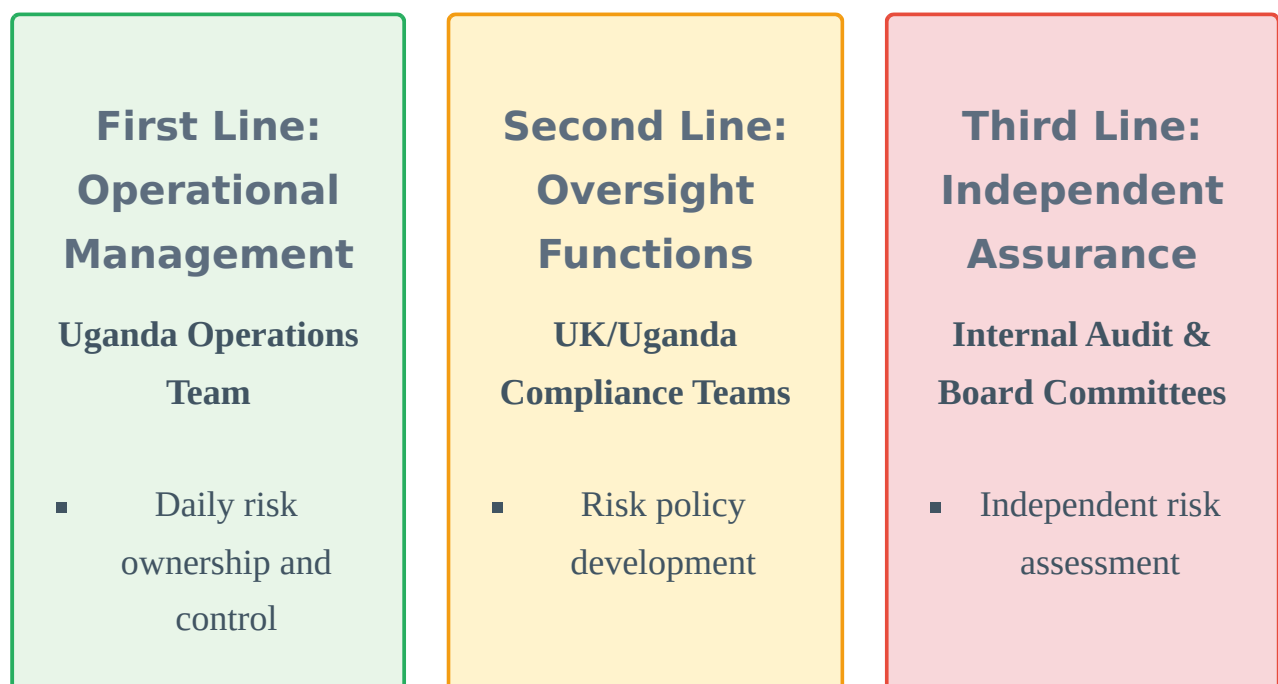 First Line:
Operational
Management
Uganda Operations
Team
▪ Daily risk
ownership and
control
Second Line:
Oversight
Functions
UK/Uganda
Compliance Teams
▪ Risk policy
development
Third Line:
Independent
Assurance
Internal Audit &
Board Committees
▪ Independent risk
assessment